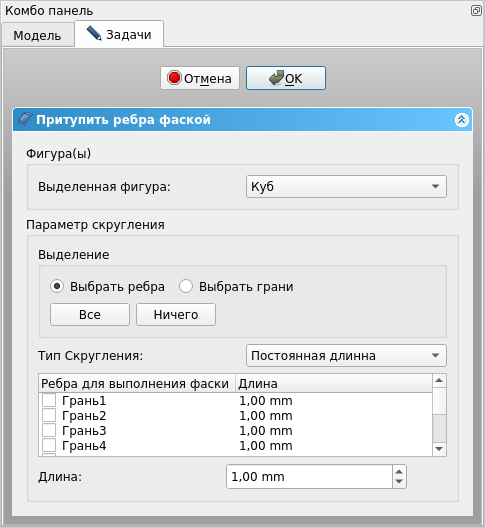 Комбо панель
Модель Задачи
Отмена OK
Притупить ребра фаской
Фигура(ы)
Выделенная фигура: Куб
Параметр скругления
Выделение
Выбрать ребра Выбрать грани
Все Ничего
Тип Скругления: Постоянная длинна
Ребра для выполнения фаски Длина
Грань1 1,00 mm
Грань2 1,00 mm
Грань3 1,00 mm
Грань4 1,00 mm
Длина: 1,00 mm